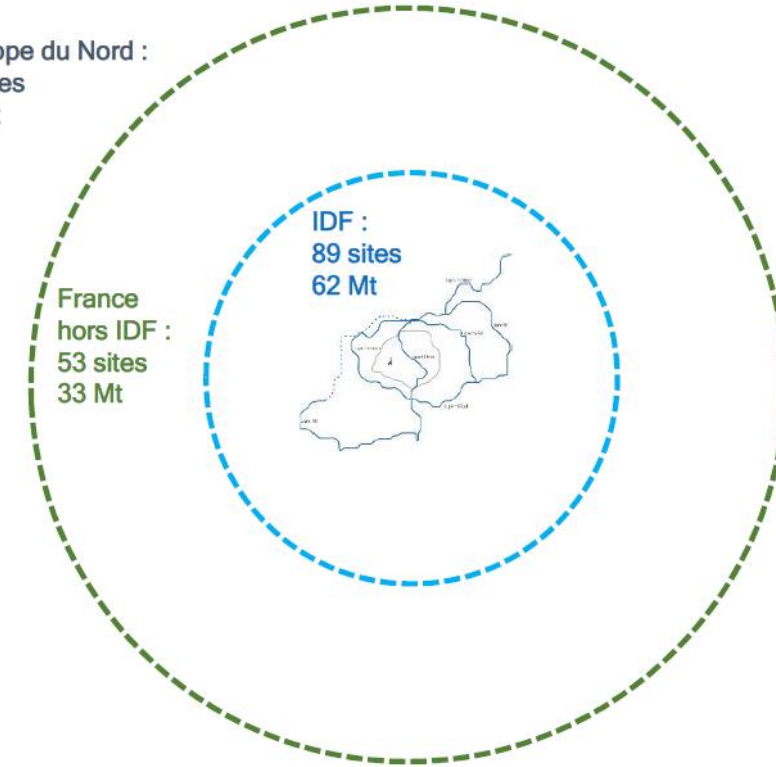 ope du Nord :
es
IDF :
89 sites
62 Mt
France
hors IDF :
53 sites
33 Mt